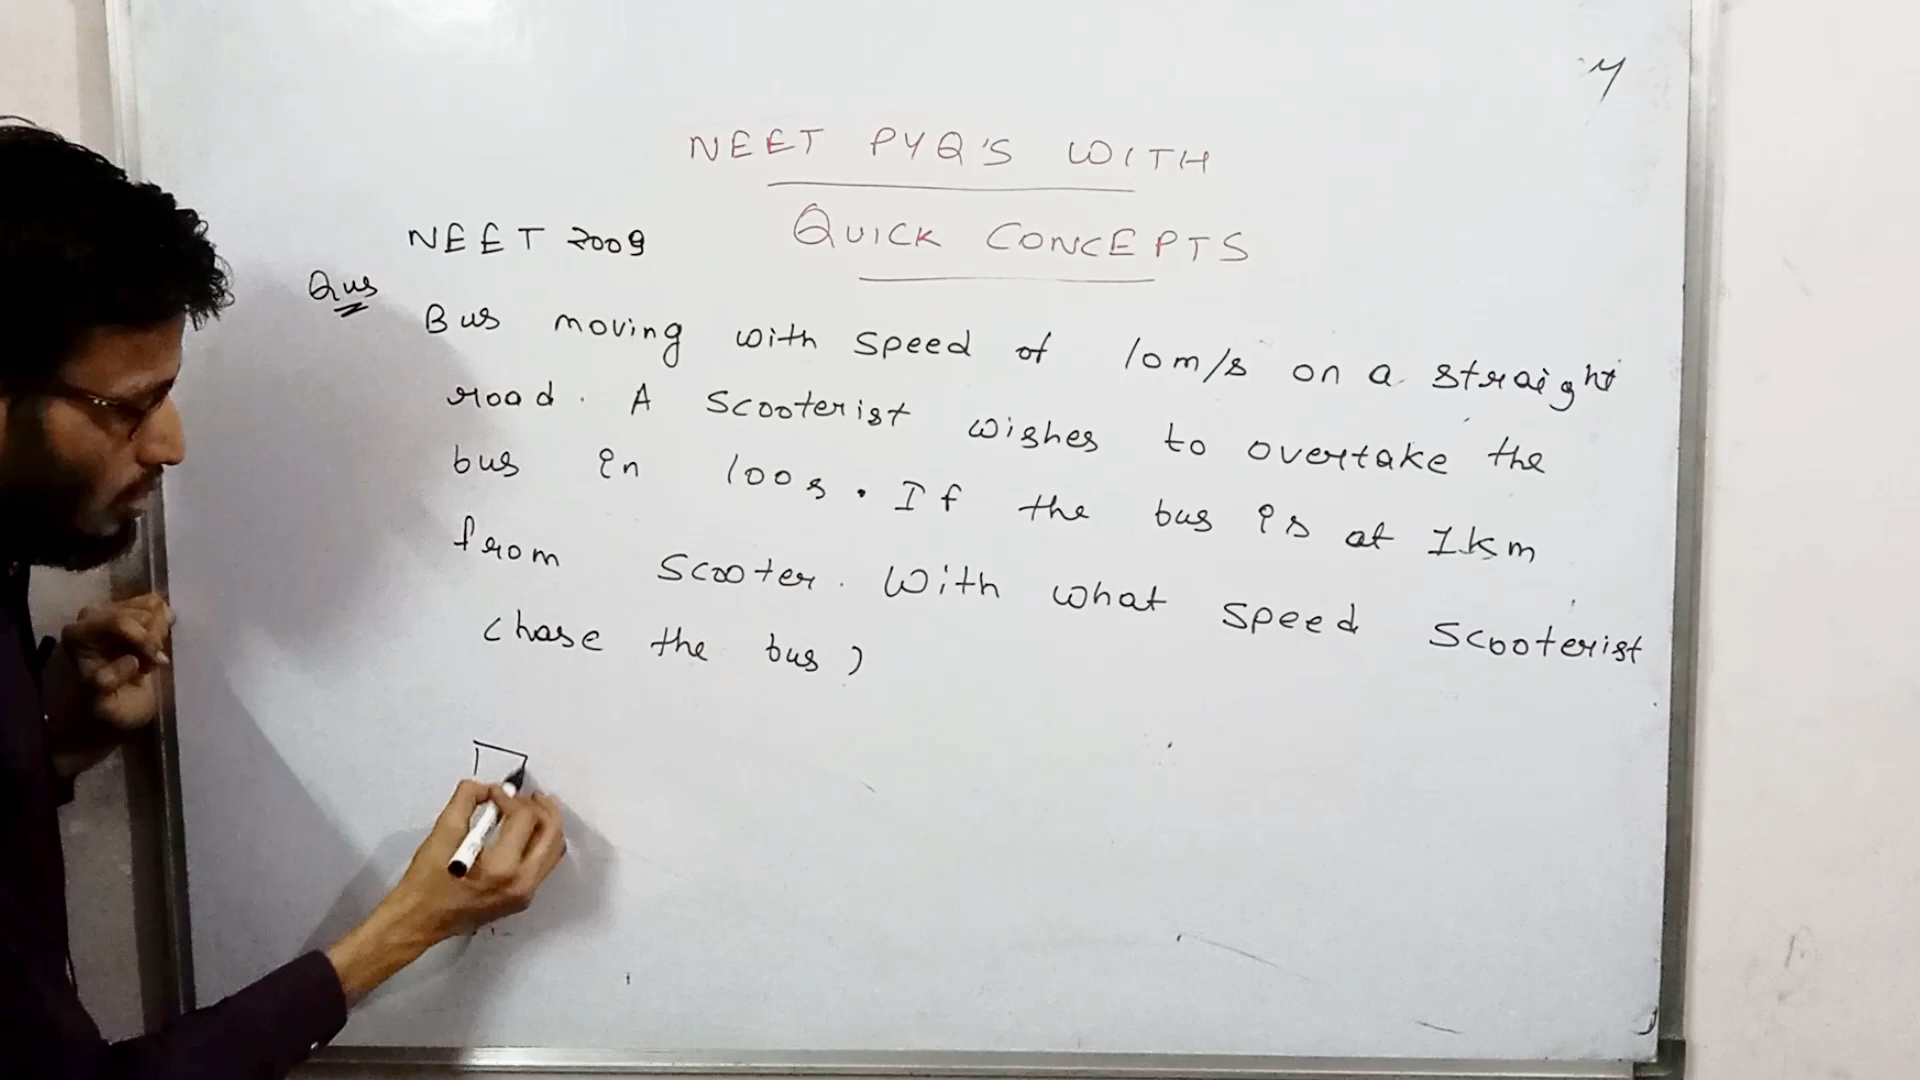 NEET PYQ'S WITH
QUICK CONCEPTS
NEET 2009
Qus
Bus moving with speed of 10m/s on a straight
road. A scooterist wishes to overtake the
bus in 100s. If the bus is at 1km
from scooter. With what speed scooterist
chase the bus)